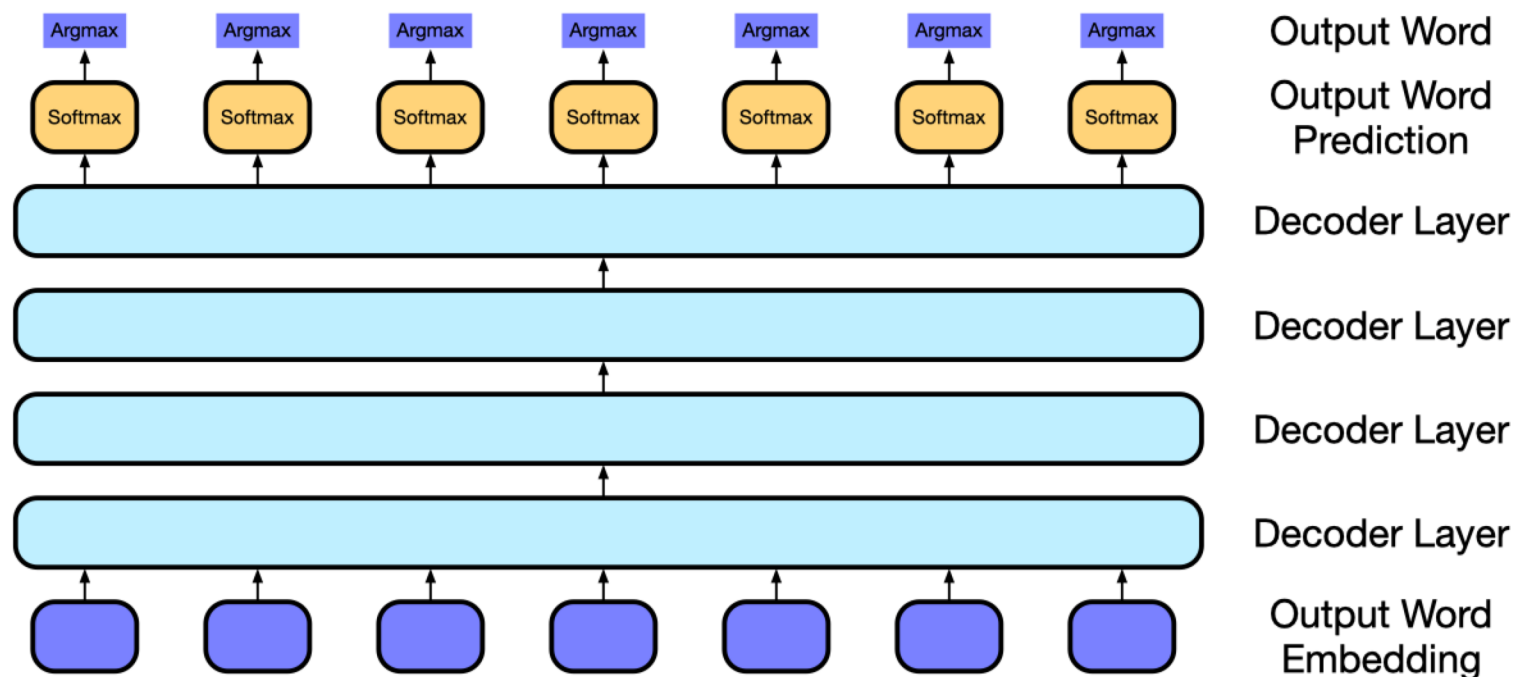 Argmax Argmax Argmax Argmax Argmax Argmax Argmax Output Word
Softmax Softmax Softmax Softmax Softmax Softmax Softmax Output Word
Prediction
Decoder Layer
Decoder Layer
Decoder Layer
Decoder Layer
Output Word
Embedding